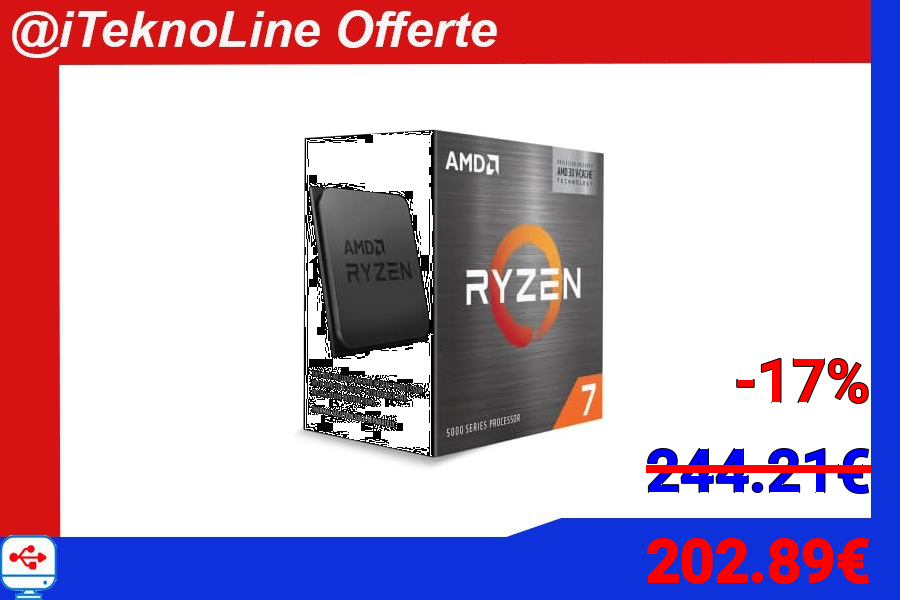 @iTeknoLine Offerte
AMD
AMD 3D V-CACHE
TECHNOLOGY
AMD
RYZEN
RYZEN
7
5000 SERIES PROCESSOR
-17%
244.21€
202.89€